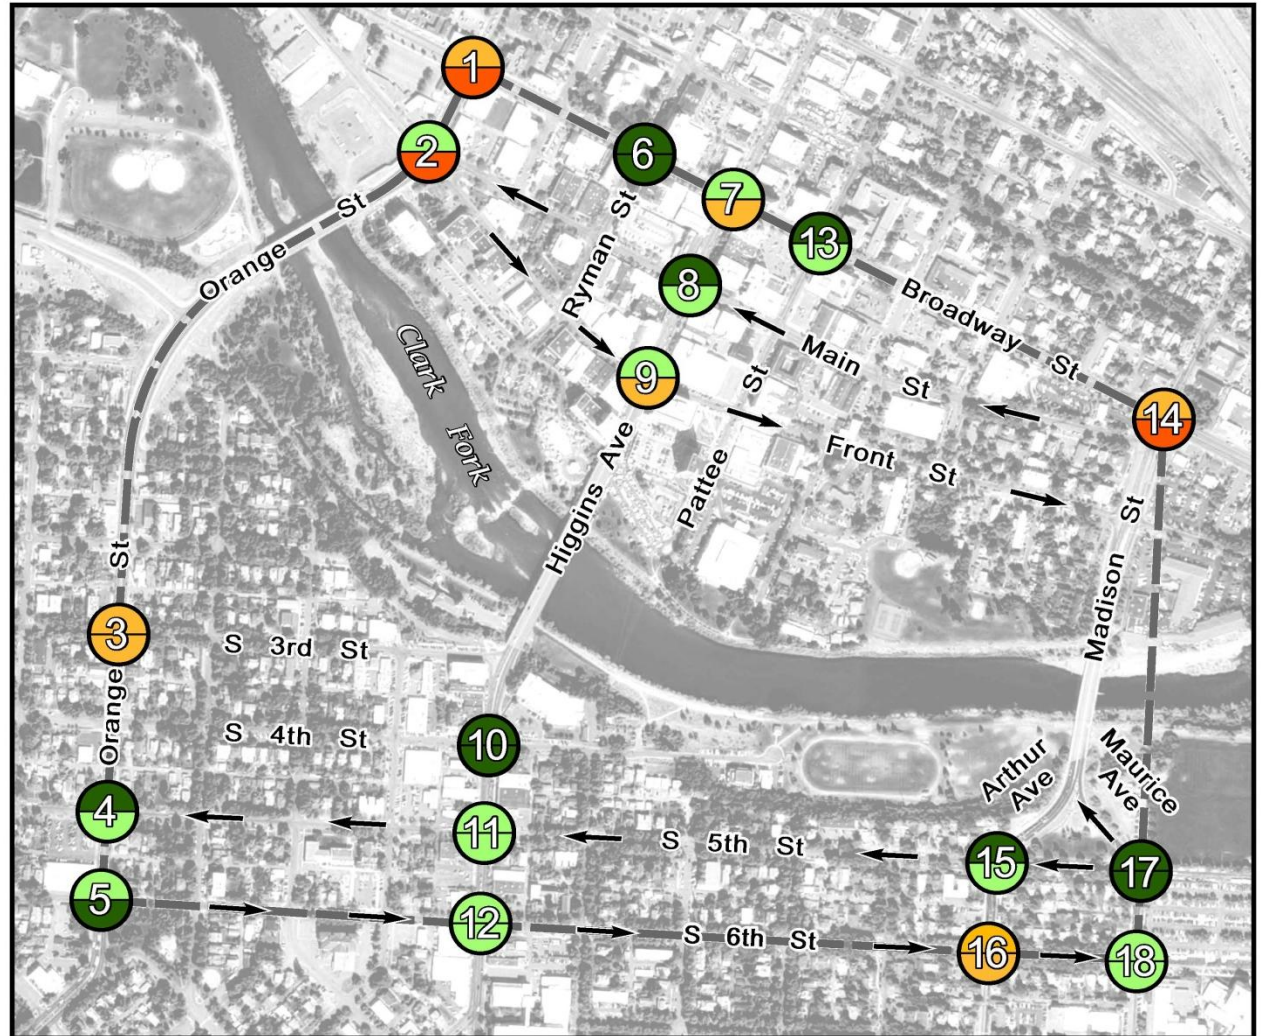 1
2
6
7
13
8
9
14
3
10
4
11
5
12
15
17
16
18
Orange St
Ryman St
Broadway St
Main St
Clark Fork
Front St
Higgins Ave
Pattee St
Madison St
Orange St
S 3rd St
S 4th St
Arthur Ave
Maurice Ave
S 5th St
S 6th St